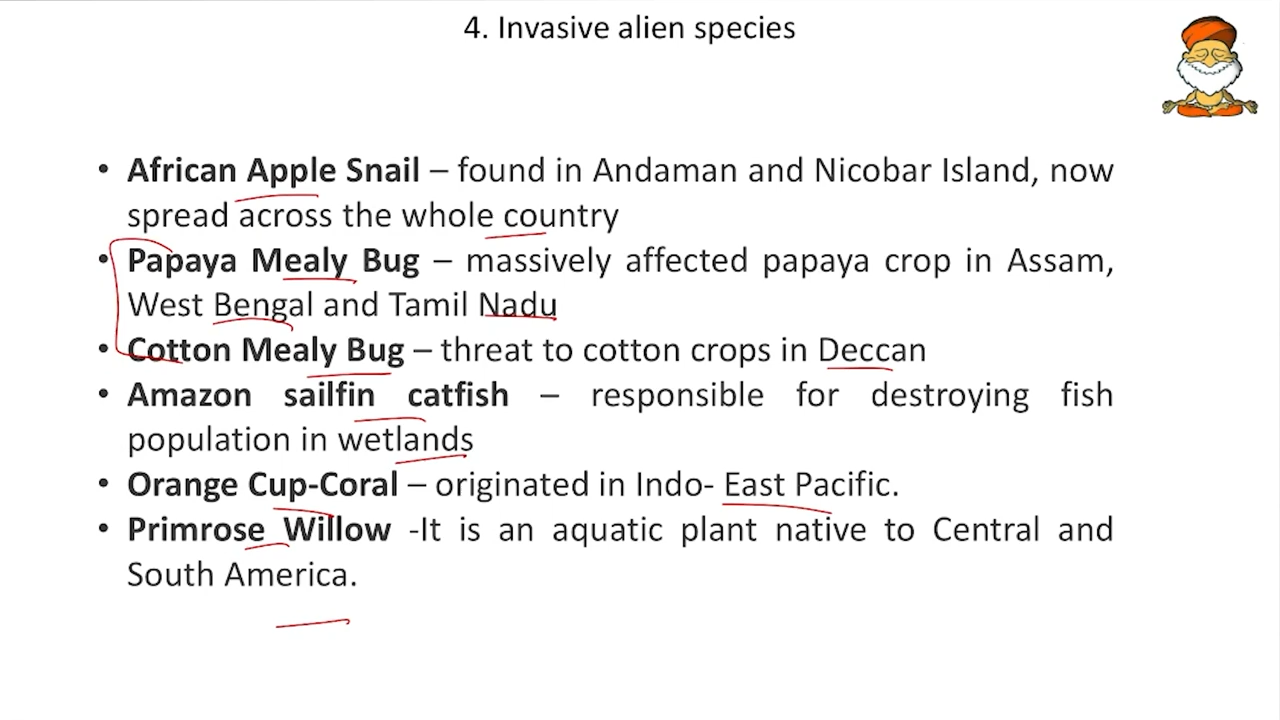 4. Invasive alien species
• African Apple Snail – found in Andaman and Nicobar Island, now
spread across the whole country
• Papaya Mealy Bug – massively affected papaya crop in Assam,
West Bengal and Tamil Nadu
• Cotton Mealy Bug – threat to cotton crops in Deccan
• Amazon sailfin catfish – responsible for destroying fish
population in wetlands
• Orange Cup-Coral – originated in Indo- East Pacific.
• Primrose Willow -It is an aquatic plant native to Central and
South America.